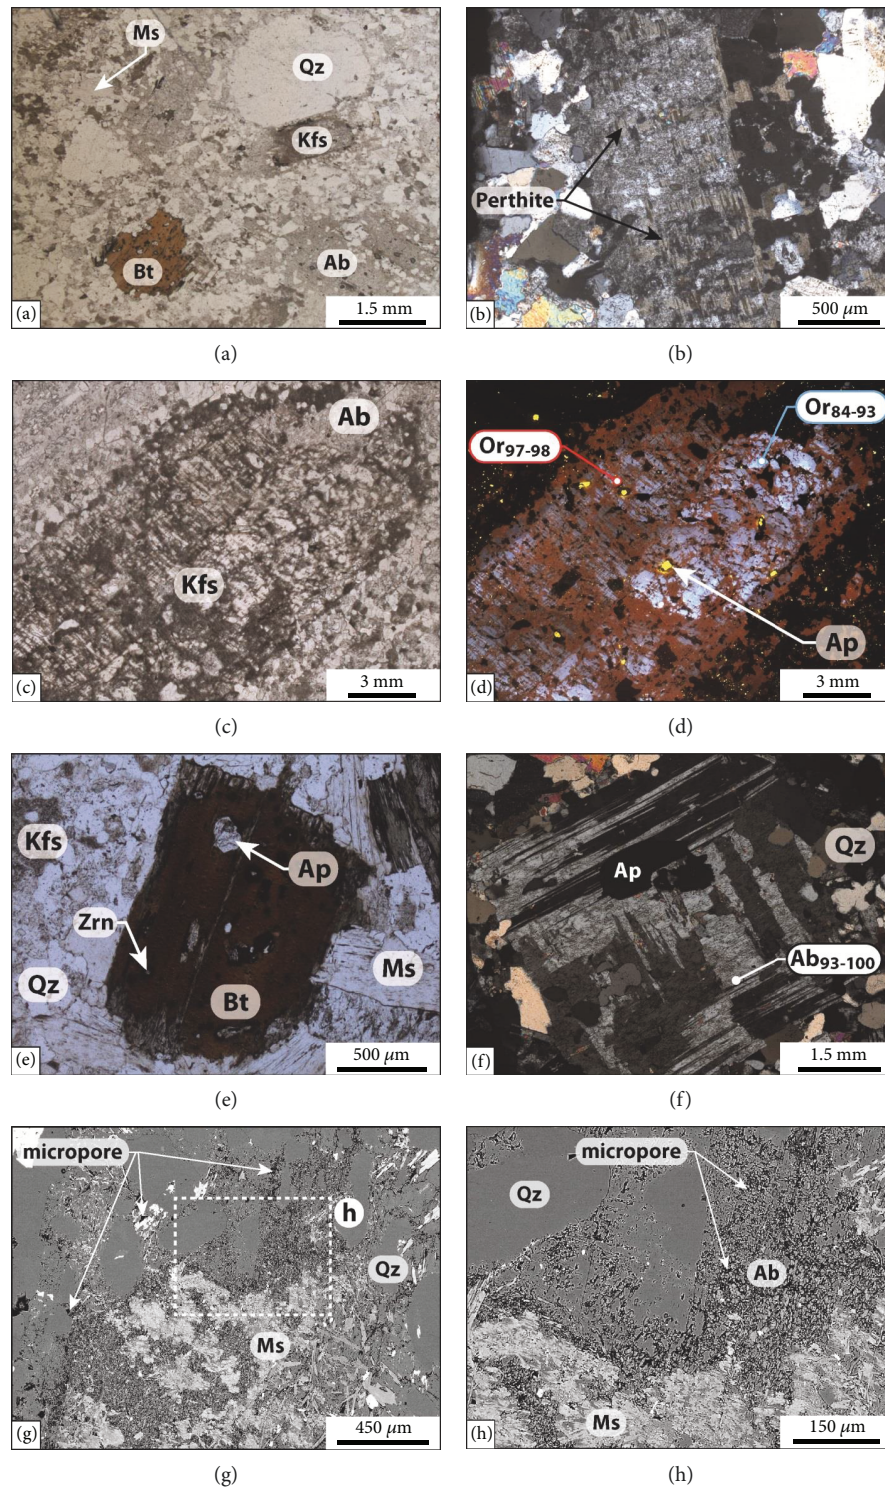 Ms
Qz
Kfs
Bt
Ab
(a)
1.5 mm
(a)
Perthite
(b)
500 μm
(b)
Ab
Kfs
(c)
3 mm
(c)
Or84-93
Or97-98
Ap
(d)
3 mm
(d)
Kfs
Ap
Zrn
Qz
Ms
Bt
(e)
500 μm
(e)
Qz
Ap
Ab93-100
(f)
1.5 mm
(f)
micropore
h
Qz
Ms
(g)
450 μm
(g)
micropore
Qz
Ab
Ms
(h)
150 μm
(h)